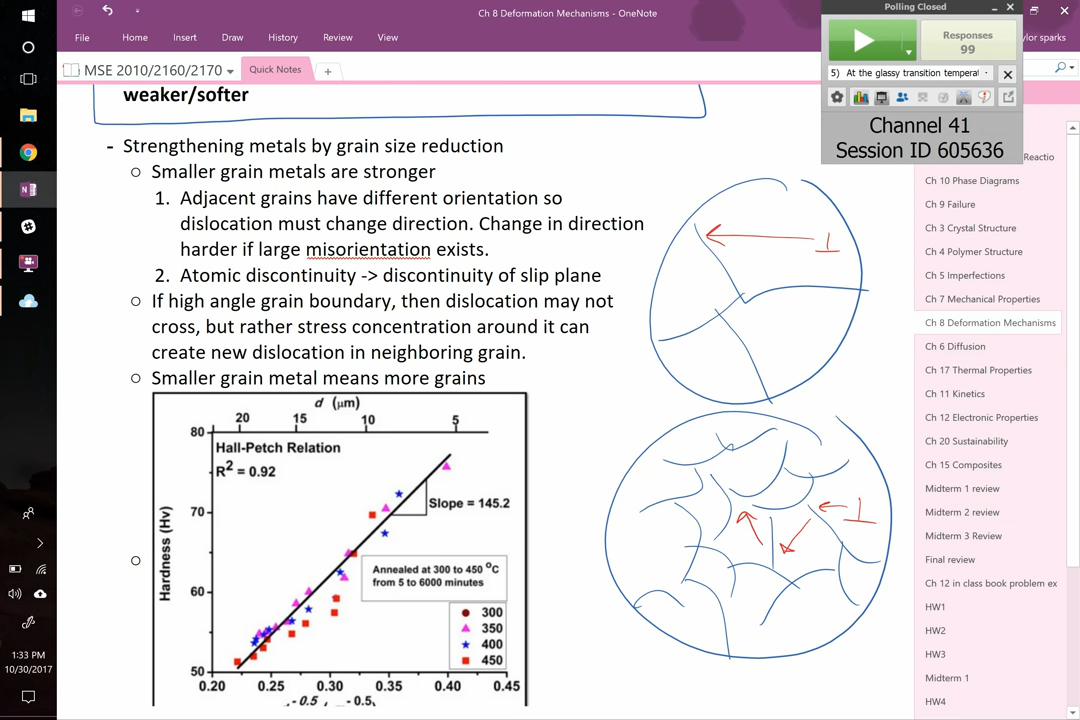 Ch 8 Deformation Mechanisms - OneNote
Polling Closed
File Home Insert Draw History Review View
Responses
99
ylor sparks
MSE 2010/2160/2170
Quick Notes
5) At the glassy transition temperat
Channel 41
Session ID 605636
weaker/softer
- Strengthening metals by grain size reduction
Smaller grain metals are stronger
1. Adjacent grains have different orientation so
dislocation must change direction. Change in direction
harder if large misorientation exists.
2. Atomic discontinuity -> discontinuity of slip plane
If high angle grain boundary, then dislocation may not
cross, but rather stress concentration around it can
create new dislocation in neighboring grain.
Smaller grain metal means more grains
d (μm)
20 15 10 5
80
Hall-Petch Relation
R2 = 0.92
Slope = 145.2
70
Hardness (Hv)
Annealed at 300 to 450 °C
from 5 to 6000 minutes
60
300
350
400
450
50
0.20 0.25 0.30 0.35 0.40 0.45
Reactio
Ch 10 Phase Diagrams
Ch 9 Failure
Ch 3 Crystal Structure
Ch 4 Polymer Structure
Ch 5 Imperfections
Ch 7 Mechanical Properties
Ch 8 Deformation Mechanisms
Ch 6 Diffusion
Ch 17 Thermal Properties
Ch 11 Kinetics
Ch 12 Electronic Properties
Ch 20 Sustainability
Ch 15 Composites
Midterm 1 review
Midterm 2 review
Midterm 3 Review
Final review
Ch 12 in class book problem ex
HW1
HW2
HW3
Midterm 1
HW4
1:33 PM
10/30/2017